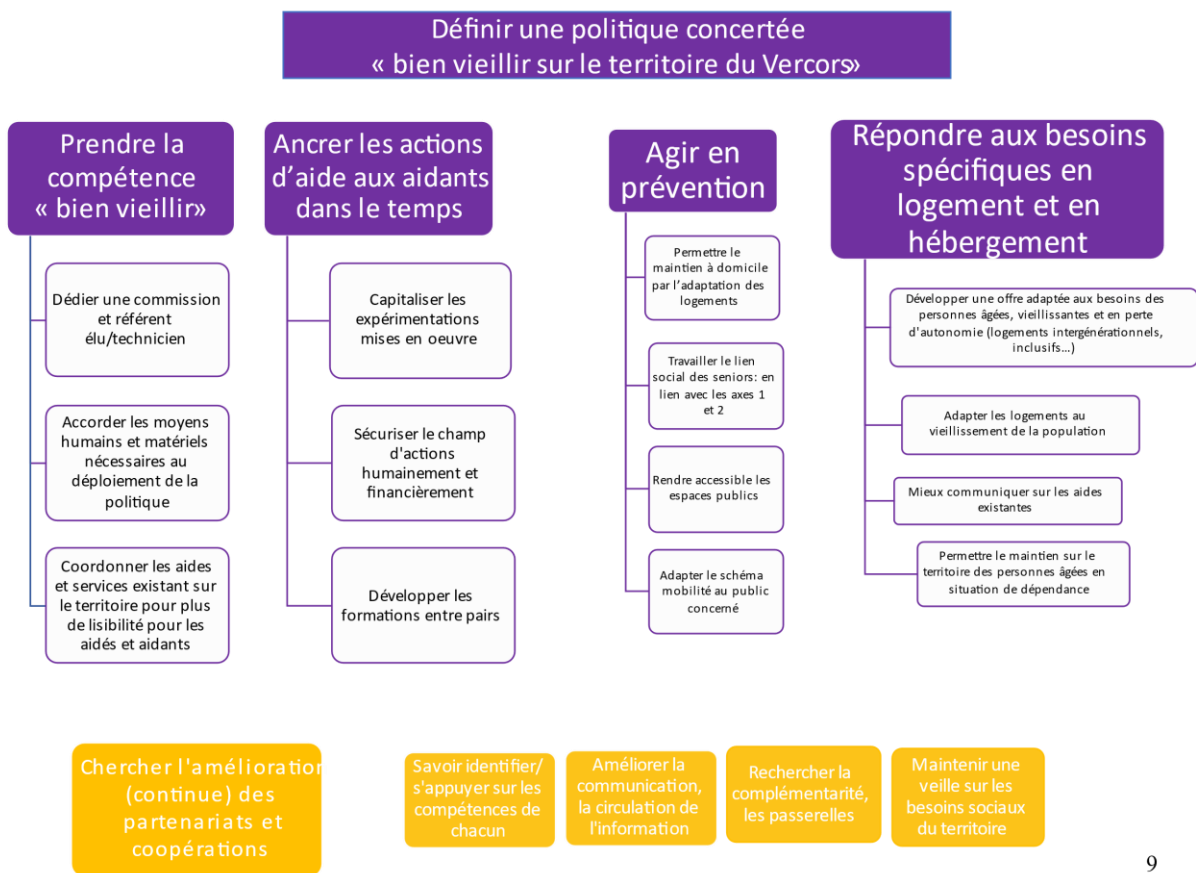 Définir une politique concertée
« bien vieillir sur le territoire du Vercors»
Prendre la
compétence
« bien vieillir»
Dédier une commission
et référent
élu/technicien
Accorder les moyens
humains et matériels
nécessaires au
déploiement de la
politique
Coordonner les aides
et services existant sur
le territoire pour plus
de lisibilité pour les
aidés et aidants
Ancrer les actions
d'aide aux aidants
dans le temps
Capitaliser les
expérimentations
mises en oeuvre
Sécuriser le champ
d'actions
humainement et
financièrement
Développer les
formations entre pairs
Agir en
prévention
Permettre le
maintien à domicile
par l'adaptation des
logements
Travailler le lien
social des seniors: en
lien avec les axes 1
et 2
Rendre accessible les
espaces publics
Adapter le schéma
mobilité au public
concerné
Répondre aux besoins
spécifiques en
logement et en
hébergement
Développer une offre adaptée aux besoins des
personnes âgées, vieillissantes et en perte
d'autonomie (logements intergénérationnels,
inclusifs...)
Adapter les logements au
vieillissement de la population
Mieux communiquer sur les aides
existantes
Permettre le maintien sur le
territoire des personnes âgées en
situation de dépendance
Chercher l'amélioration
(continue) des
partenariats et
coopérations
Savoir identifier/
s'appuyer sur les
compétences de
chacun
Améliorer la
communication,
la circulation de
l'information
Rechercher la
complémentarité,
les passerelles
Maintenir une
veille sur les
besoins sociaux
du territoire
9